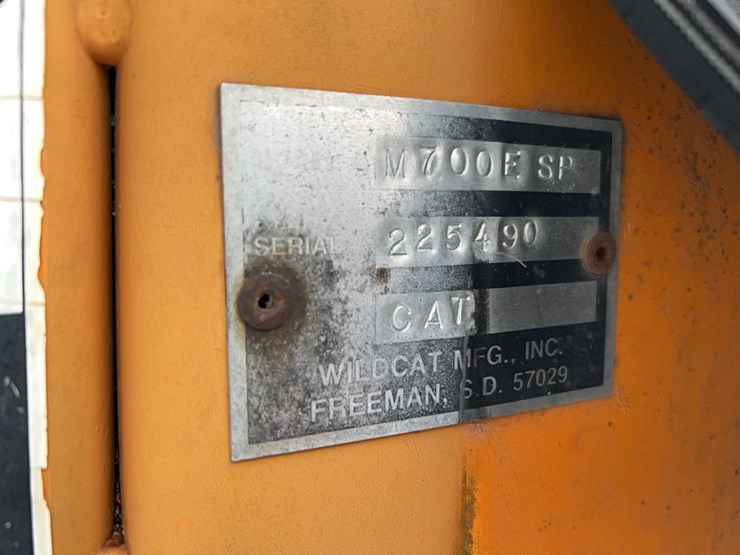 M700E SP
SERIAL 225490
CAT.
WILDCAT MFG., INC.
FREEMAN, S.D. 57029